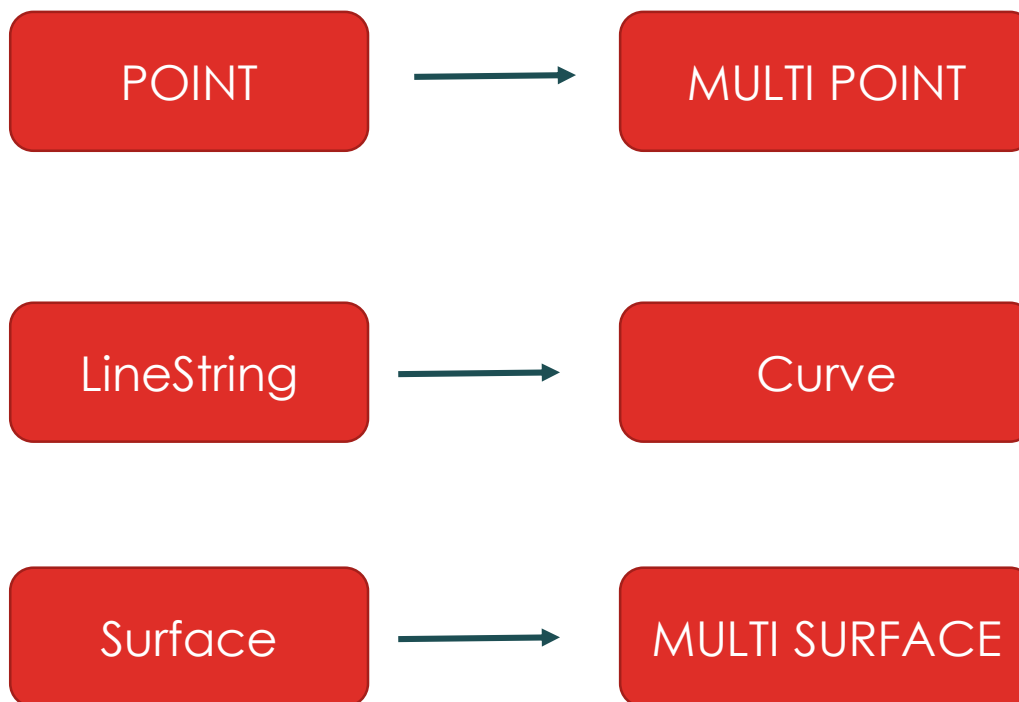 POINT
MULTI POINT
LineString
Curve
Surface
MULTI SURFACE